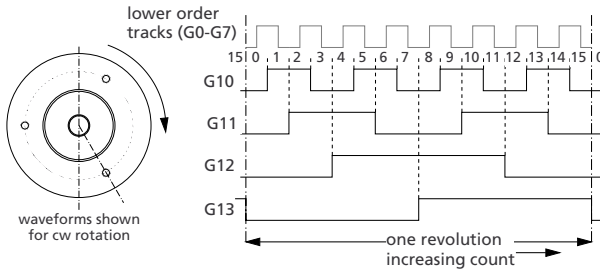 lower order
tracks (G0-G7)
15 0 1 2 3 4 5 6 7 8 9 10 11 12 13 14 15 0
G10
G11
G12
G13
waveforms shown
for cw rotation
one revolution
increasing count